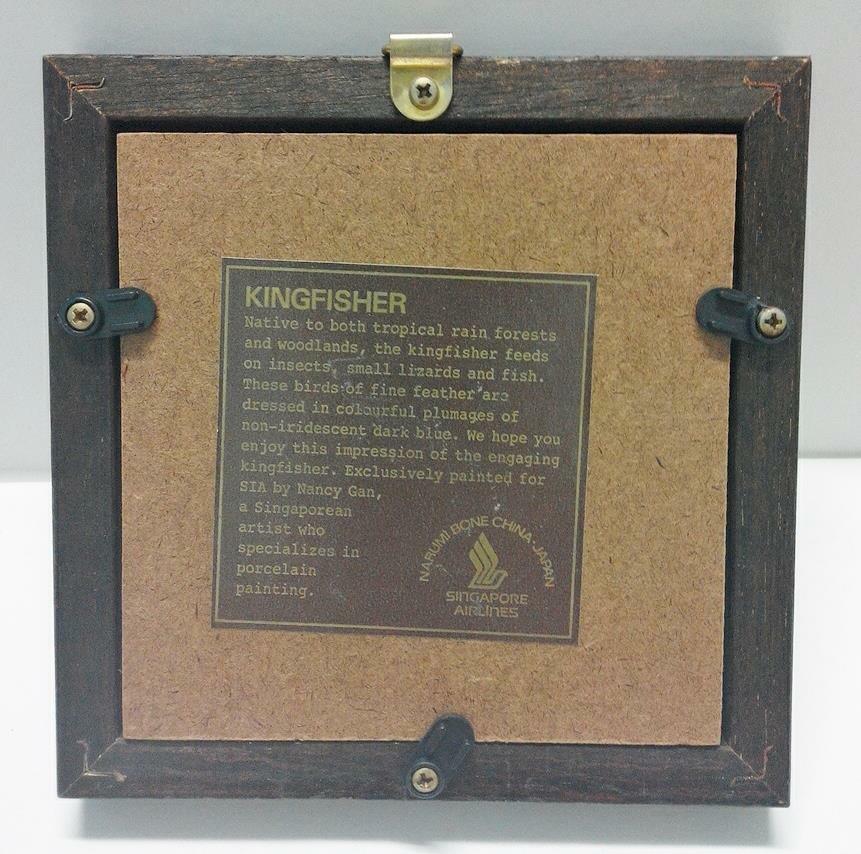 KINGFISHER
Native to both tropical rain forests
and woodlands, the kingfisher feeds
on insects, small lizards and fish.
These birds of fine feather are
dressed in colourful plumages of
non-iridescent dark blue. We hope you
enjoy this impression of the engaging
kingfisher. Exclusively painted for
SIA by Nancy Gan,
a Singaporean
artist who
specializes in
porcelain
painting.
NARUMI BONE CHINA-JAPAN
SINGAPORE
AIRLINES